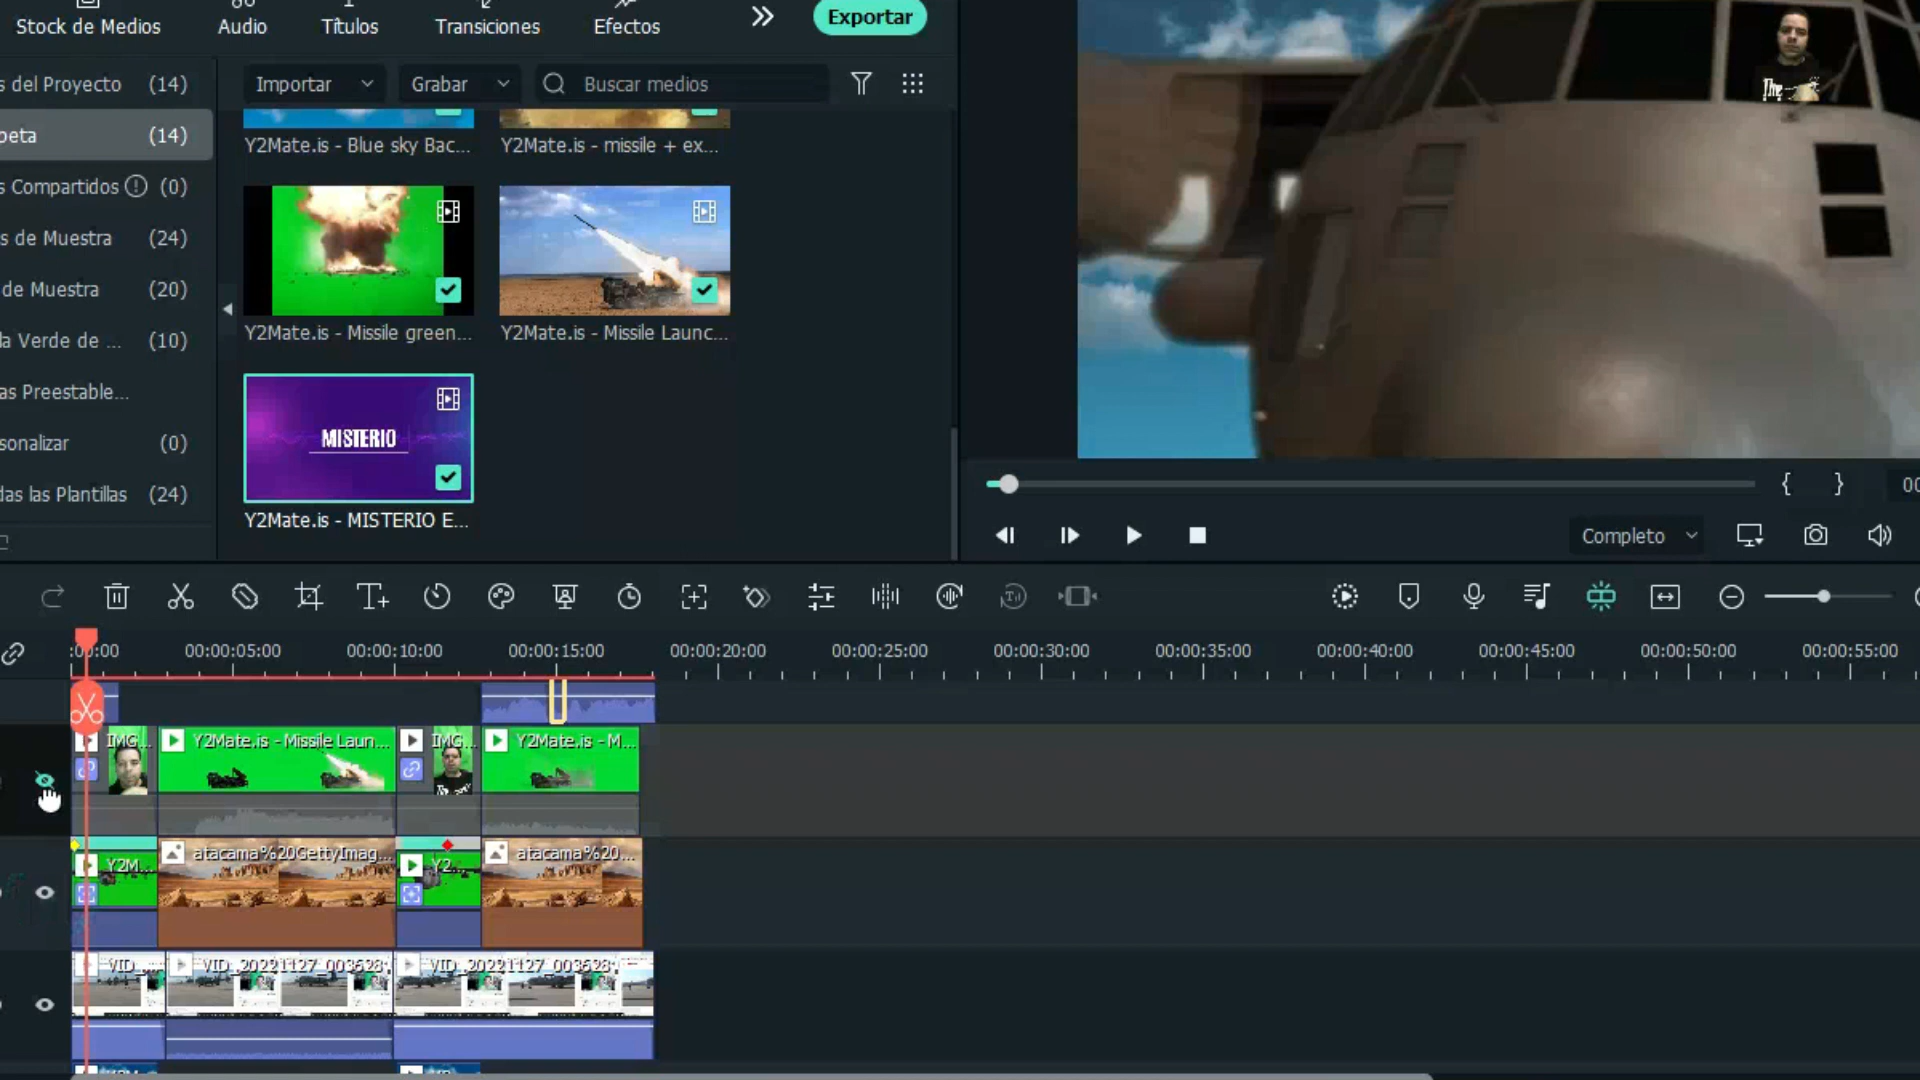 Stock de Medios
Audio
Títulos
Transiciones
Efectos
Exportar
s del Proyecto (14)
peta (14)
s Compartidos (0)
s de Muestra (24)
de Muestra (20)
la Verde de ... (10)
as Preestable...
sonalizar (0)
das las Plantillas (24)
Importar
Grabar
Buscar medios
Y2Mate.is - Blue sky Bac...
Y2Mate.is - missile + ex...
Y2Mate.is - Missile green...
Y2Mate.is - Missile Launc...
MISTERIO
Y2Mate.is - MISTERIO E...
The
{ }
00
Completo
:00:00
00:00:05:00
00:00:10:00
00:00:15:00
00:00:20:00
00:00:25:00
00:00:30:00
00:00:35:00
00:00:40:00
00:00:45:00
00:00:50:00
00:00:55:00
IMG...
Y2Mate.is - Missile Laun...
IMG...
Y2Mate.is - M...
Y2M...
atacama%20GettyImag...
Y2...
atacama%20...
VID_...
VID_20221127_003628...
VID_20221127_003628...